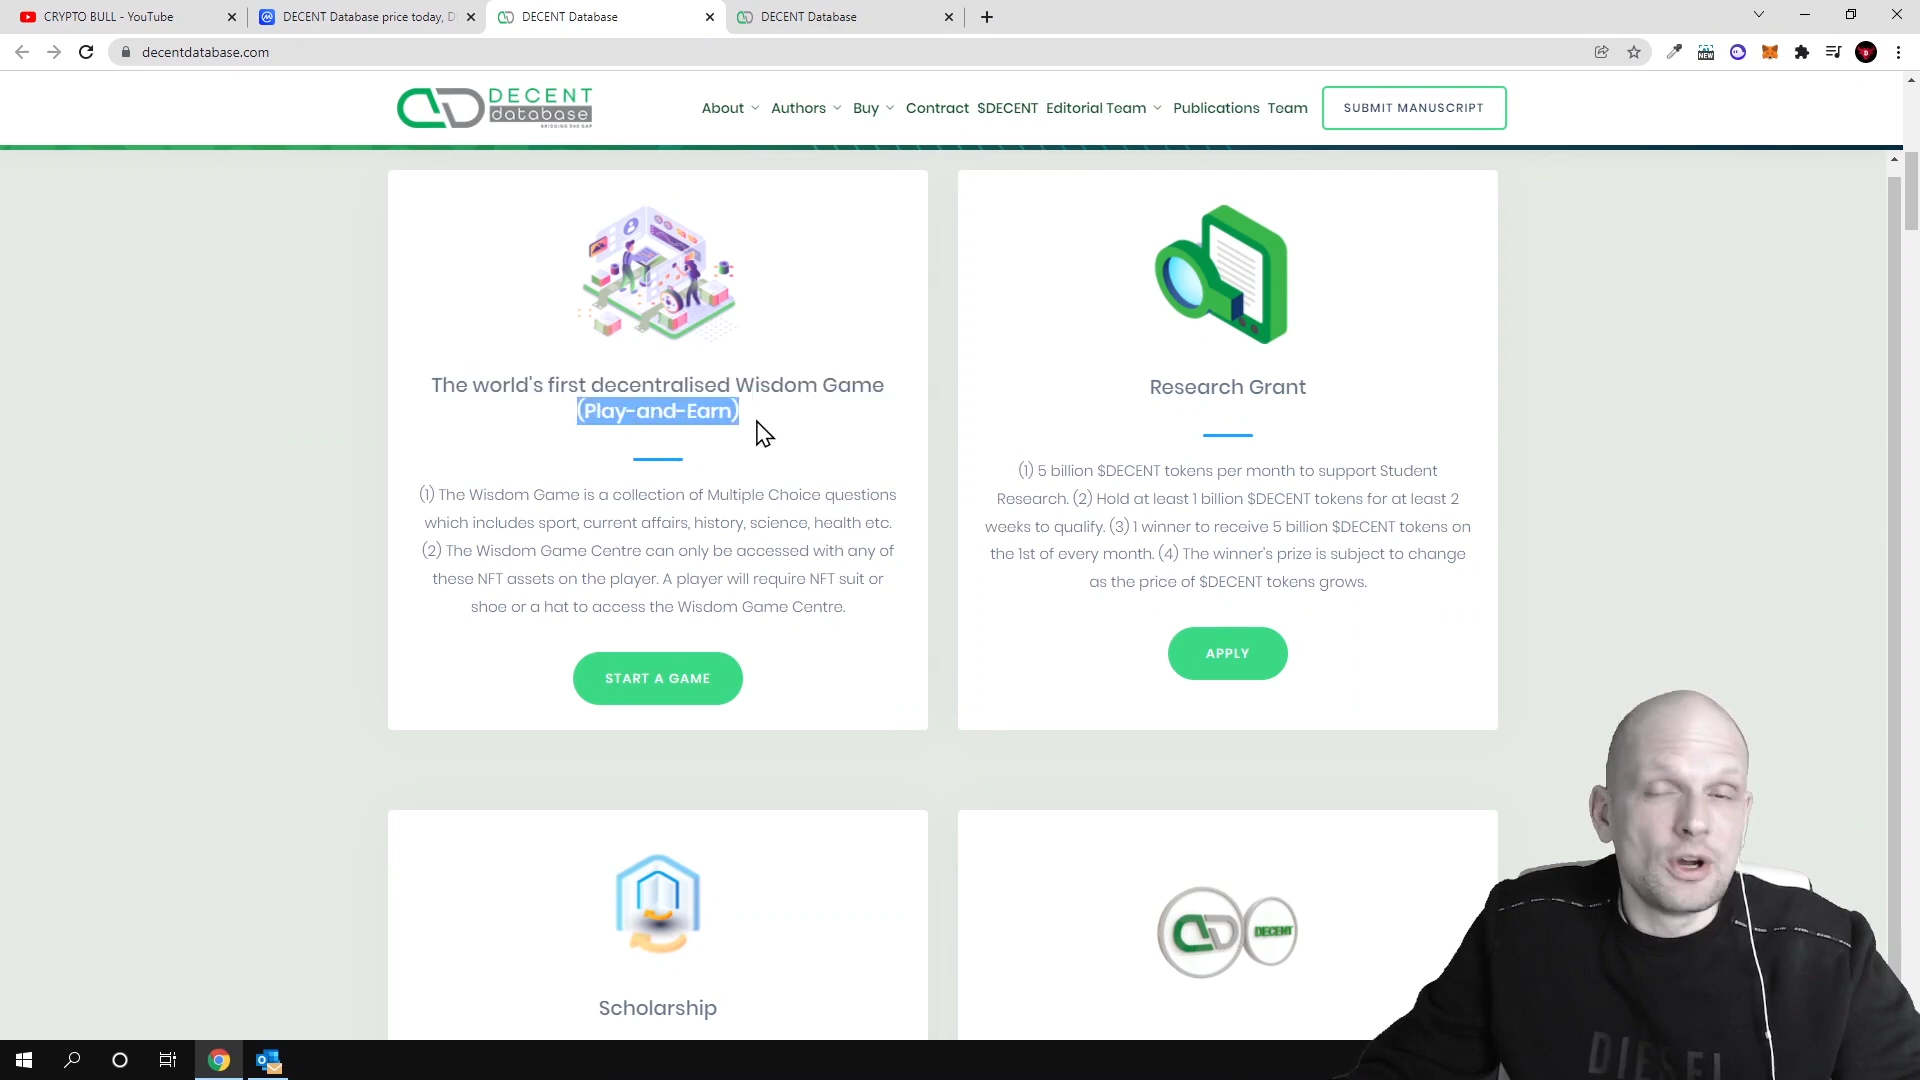 CRYPTO BULL - YouTube
DECENT Database price today, D
DECENT Database
DECENT Database
decentdatabase.com
NEW
DECENT
database
BRIDGING THE GAP
About
Authors
Buy
Contract
$DECENT
Editorial Team
Publications
Team
SUBMIT MANUSCRIPT
The world's first decentralised Wisdom Game
(Play-and-Earn)
(1) The Wisdom Game is a collection of Multiple Choice questions
which includes sport, current affairs, history, science, health etc.
(2) The Wisdom Game Centre can only be accessed with any of
these NFT assets on the player. A player will require NFT suit or
shoe or a hat to access the Wisdom Game Centre.
START A GAME
Research Grant
(1) 5 billion $DECENT tokens per month to support Student
Research. (2) Hold at least 1 billion $DECENT tokens for at least 2
weeks to qualify. (3) 1 winner to receive 5 billion $DECENT tokens on
the 1st of every month. (4) The winner's prize is subject to change
as the price of $DECENT tokens grows.
APPLY
Scholarship
DECENT
DIESEL